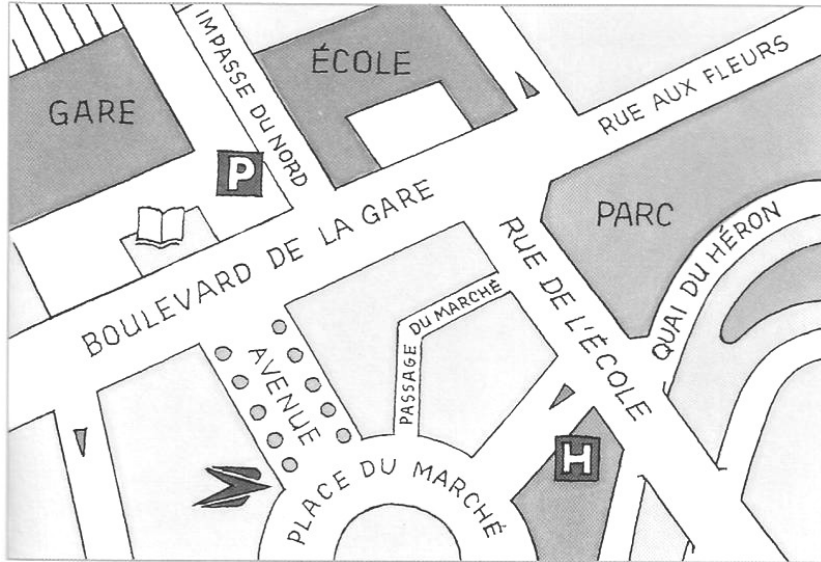 IMPASSE DU NORD
ÉCOLE
GARE
RUE AUX FLEURS
P
PARC
BOULEVARD DE LA GARE
QUAI DU HÉRON
RUE DE L'ÉCOLE
PASSAGE DU MARCHÉ
AVENUE
H
PLACE DU MARCHÉ